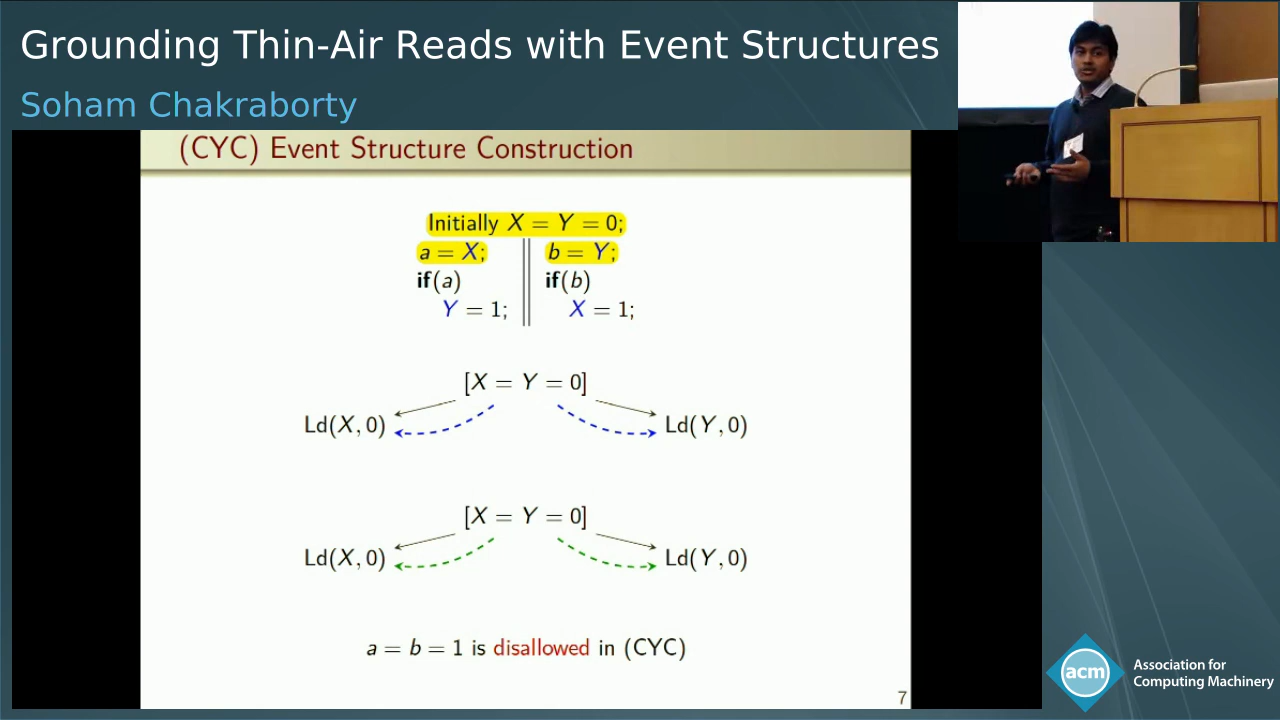 Grounding Thin-Air Reads with Event Structures
Soham Chakraborty
(CYC) Event Structure Construction
Initially X = Y = 0;
a = X; b = Y;
if(a) if(b)
Y = 1; X = 1;
[X = Y = 0]
Ld(X, 0) Ld(Y, 0)
[X = Y = 0]
Ld(X, 0) Ld(Y, 0)
a = b = 1 is disallowed in (CYC)
7
acm
Association for
Computing Machinery